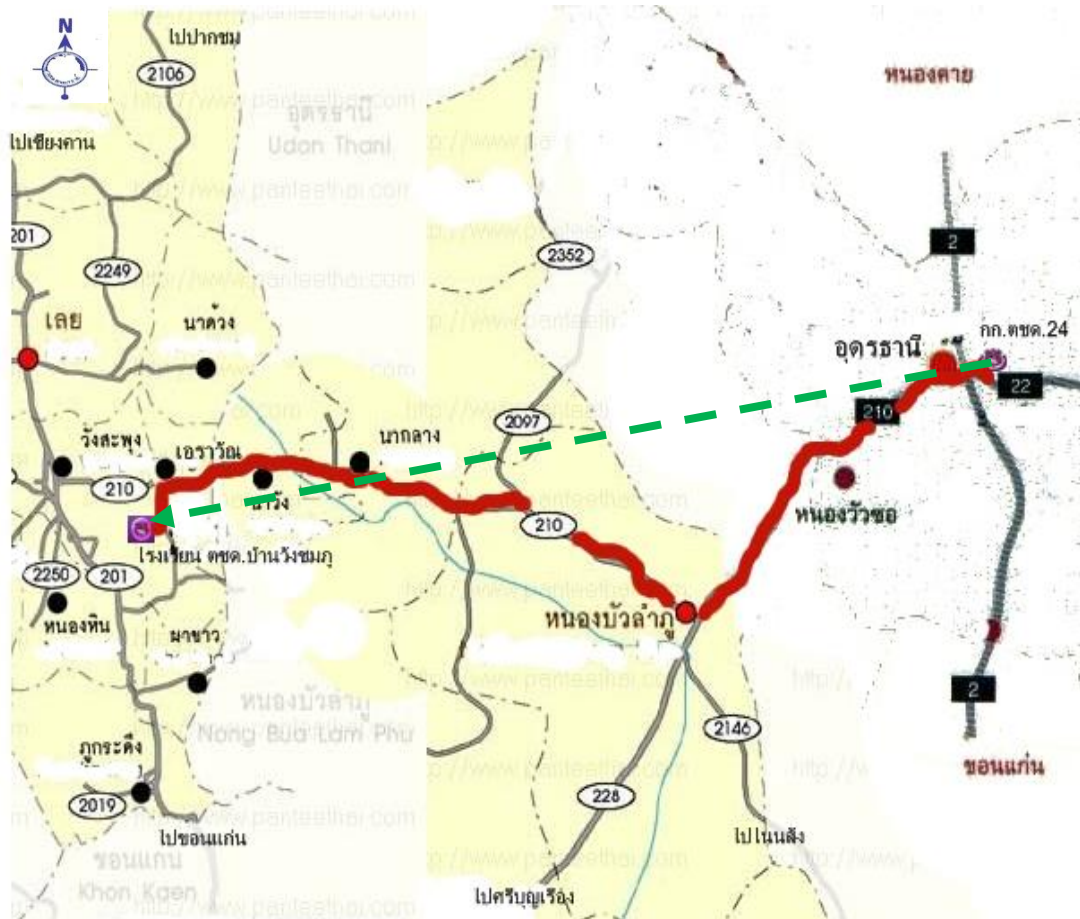 N
ไปปากชม
2106
http://www.panteethai.com
หนองคาย
อุดรธานี
Udon Thani
ไปเชียงคาน
http://www.panteethai.com
201
2249
2352
2
เลย
นาด้วง
กก.ตชด.24
อุดรธานี
22
210
2097
นากลาง
วังสะพุง
เอราวัณ
210
นาวัง
หนองวัวซอ
210
โรงเรียน ตชด.บ้านวังชมภู
2250
201
หนองหิน
ผาขาว
หนองบัวลำภู
หนองบัวลำภู
Nong Bua Lam Phu
2
2146
ภูกระดึง
ขอนแก่น
2019
228
ไปขอนแก่น
ไปโนนสัง
ขอนแก่น
Khon Kaen
ไปศรีบุญเรือง